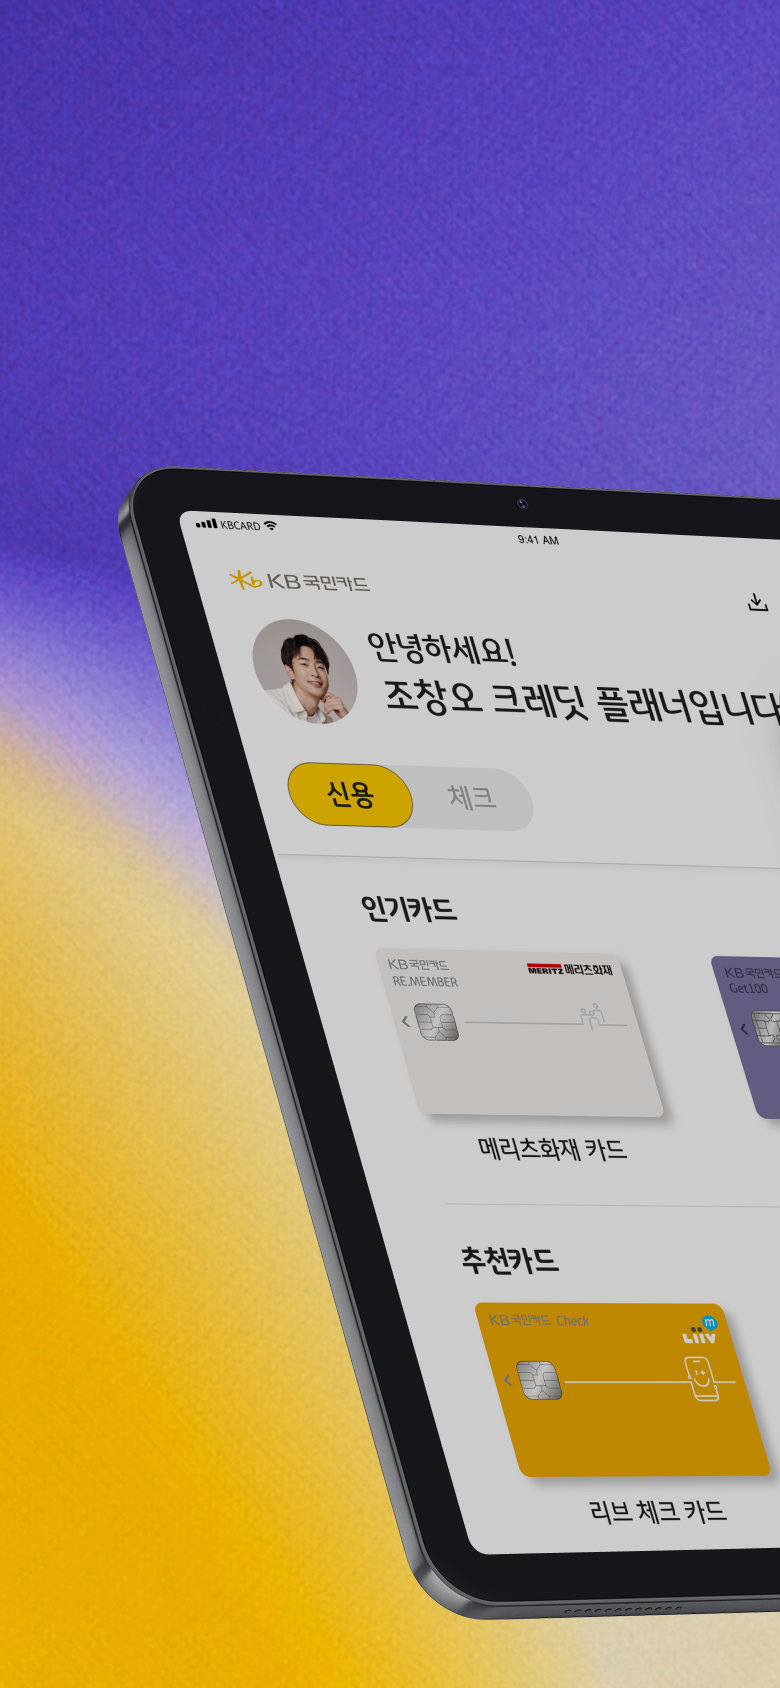 KBCARD
9:41 AM
KB국민카드
안녕하세요!
조창오 크레딧 플래너입니다
신용 체크
인기카드
KB국민카드
RE.MEMBER
MERITZ 메리츠화재
KB국민카드
Get100
메리츠화재 카드
추천카드
KB국민카드 Check
Liiv m
리브 체크 카드